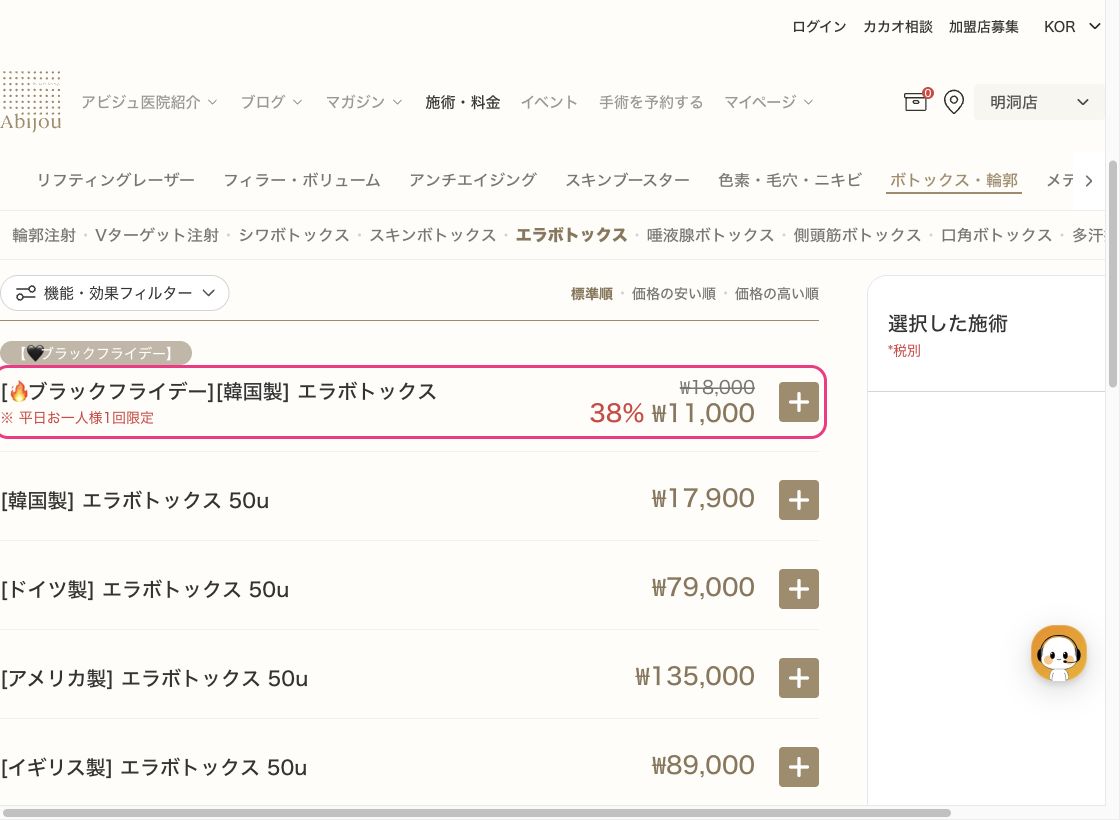 ログイン カカオ相談 加盟店募集 KOR
Abijou
アビジュ医院紹介 ブログ マガジン 施術・料金 イベント 手術を予約する マイページ 0 明洞店
リフティングレーザー フィラー・ボリューム アンチエイジング スキンブースター 色素・毛穴・ニキビ ボトックス・輪郭 メテ
輪郭注射・Vターゲット注射・シワボトックス・スキンボトックス・エラボトックス・唾液腺ボトックス・側頭筋ボトックス・口角ボトックス・多汗
機能・効果フィルター 標準順・価格の安い順・価格の高い順
選択した施術
*税別
【🖤ブラックフライデー】
[🔥ブラックフライデー][韓国製] エラボトックス ₩18,000
※ 平日お一人様1回限定 38% ₩11,000
[韓国製] エラボトックス 50u ₩17,900
[ドイツ製] エラボトックス 50u ₩79,000
[アメリカ製] エラボトックス 50u ₩135,000
[イギリス製] エラボトックス 50u ₩89,000